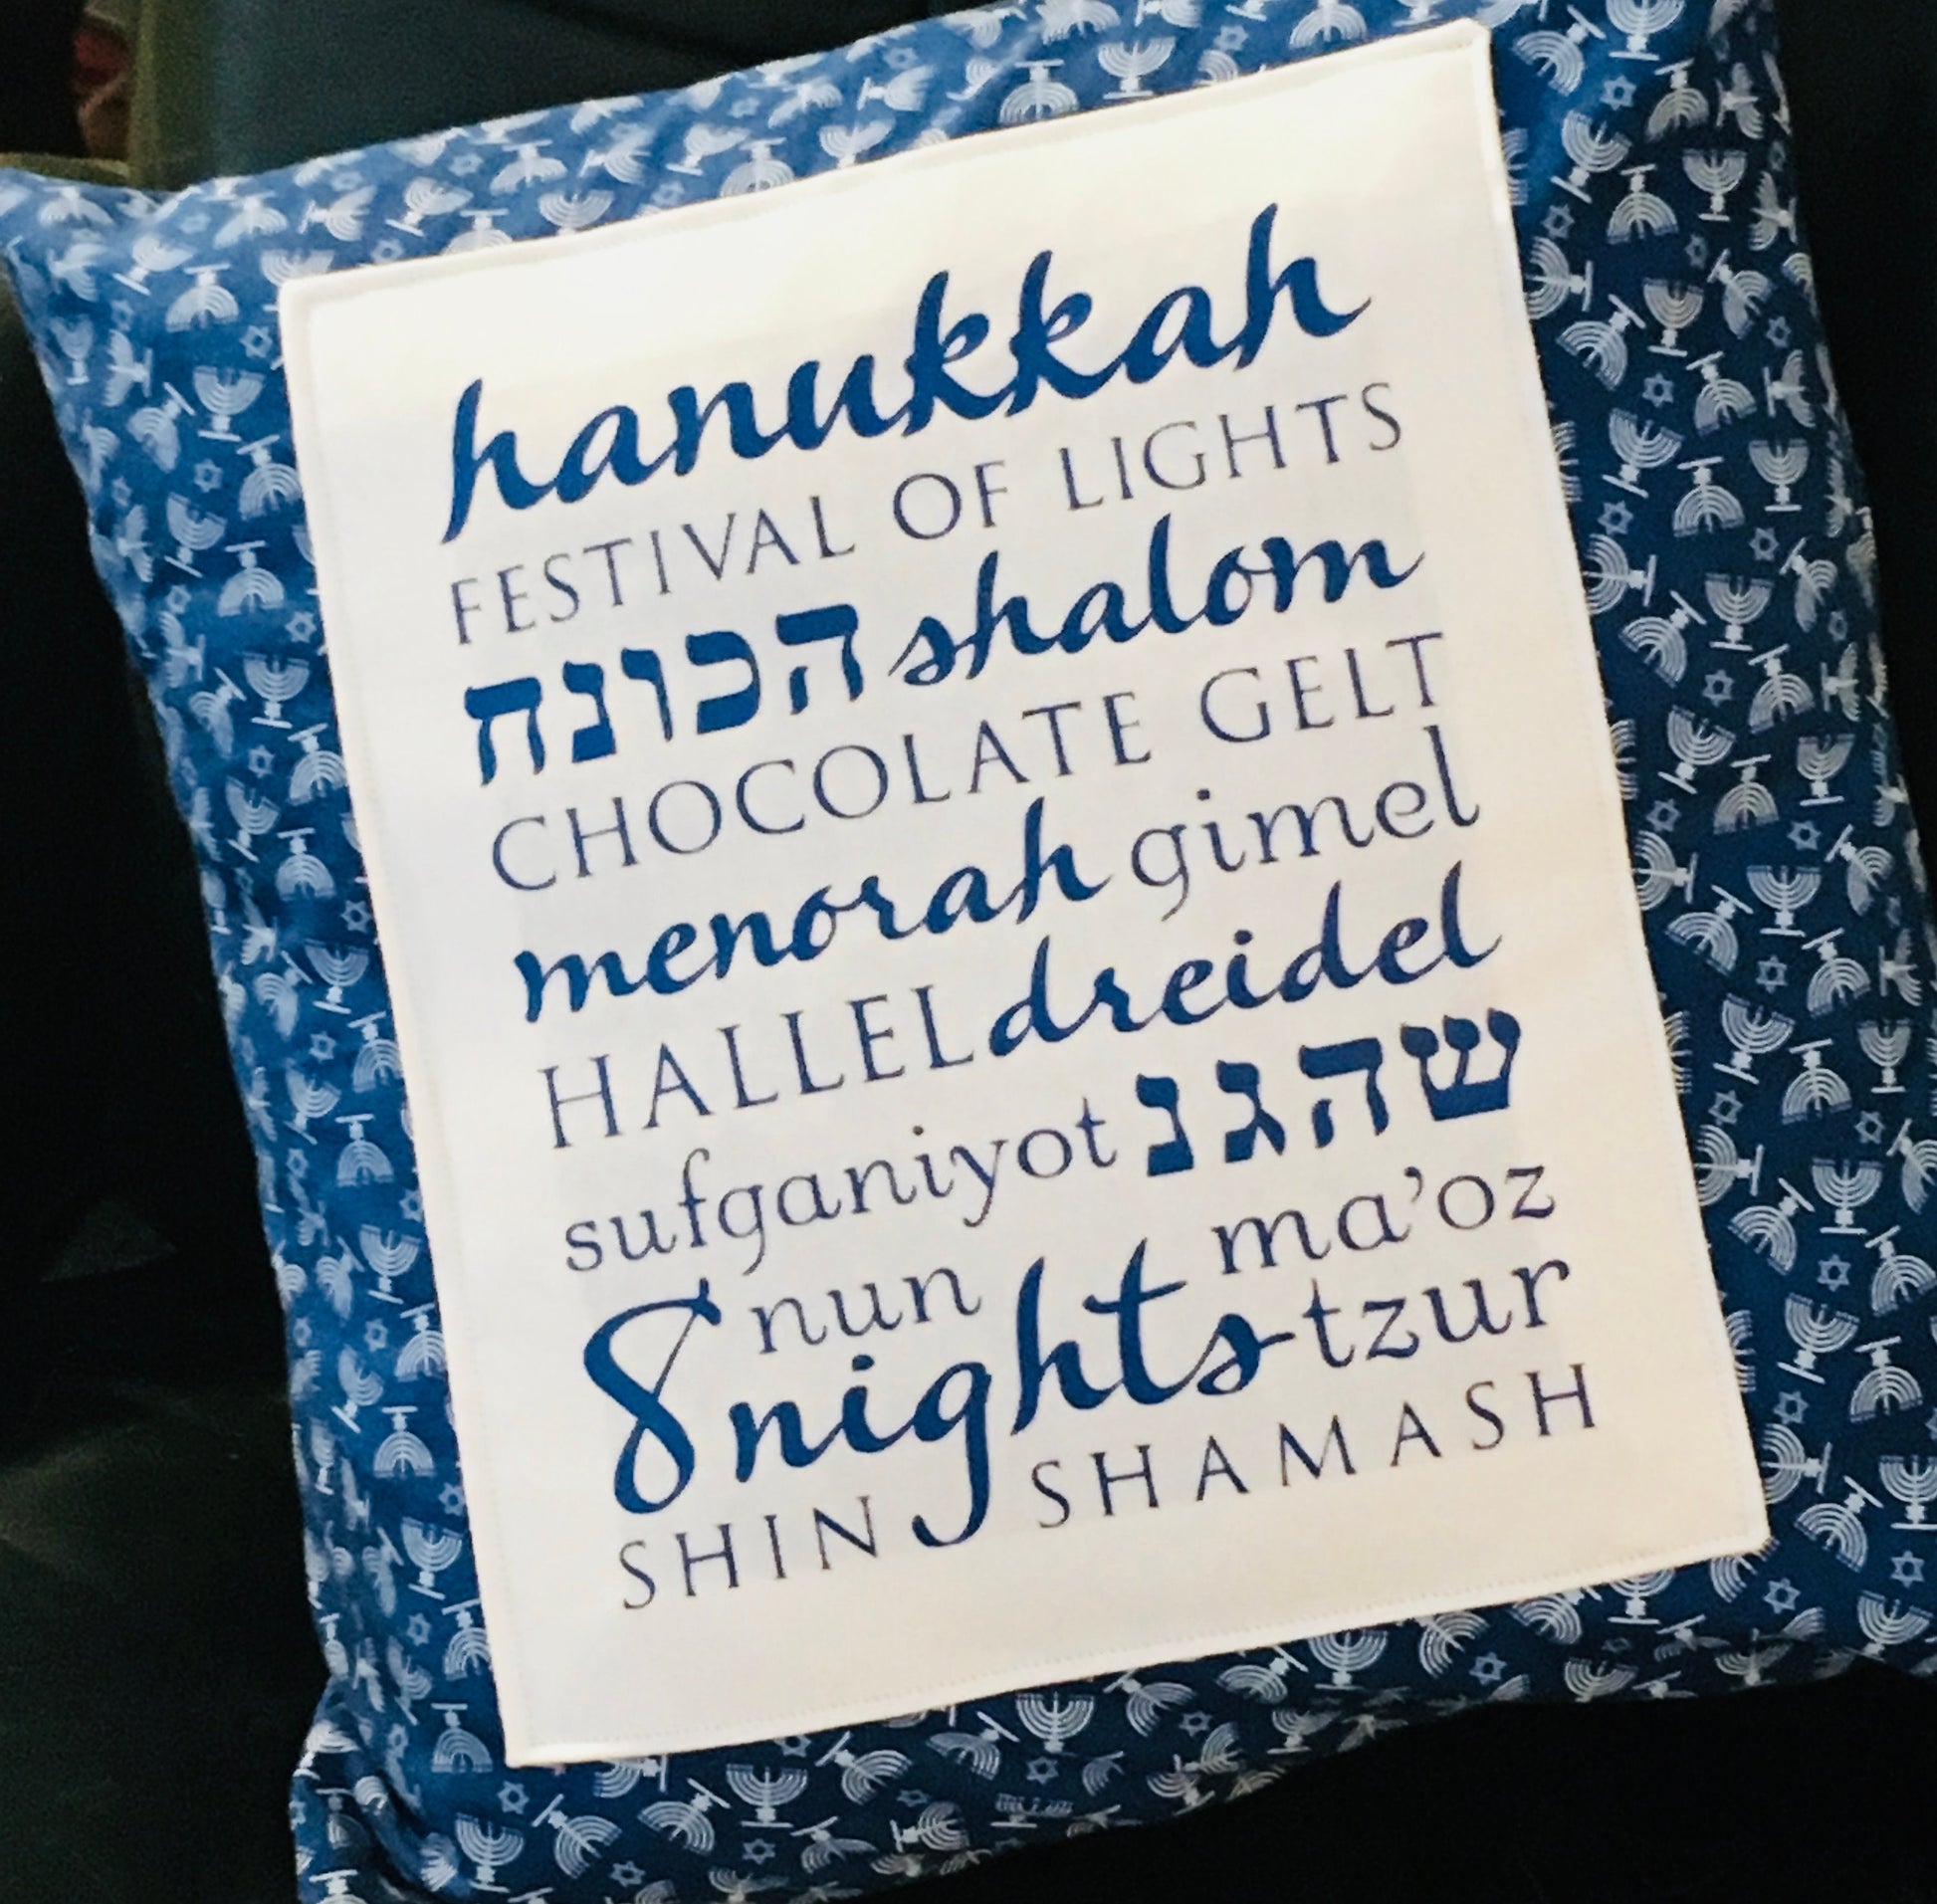 hanukkah
FESTIVAL OF LIGHTS
הכונח shalom
CHOCOLATE GELT
menorah gimel
HALLEL dreidel
sufganiyot שהגנ
nun ma'oz
8 nights tzur
SHIN SHAMASH